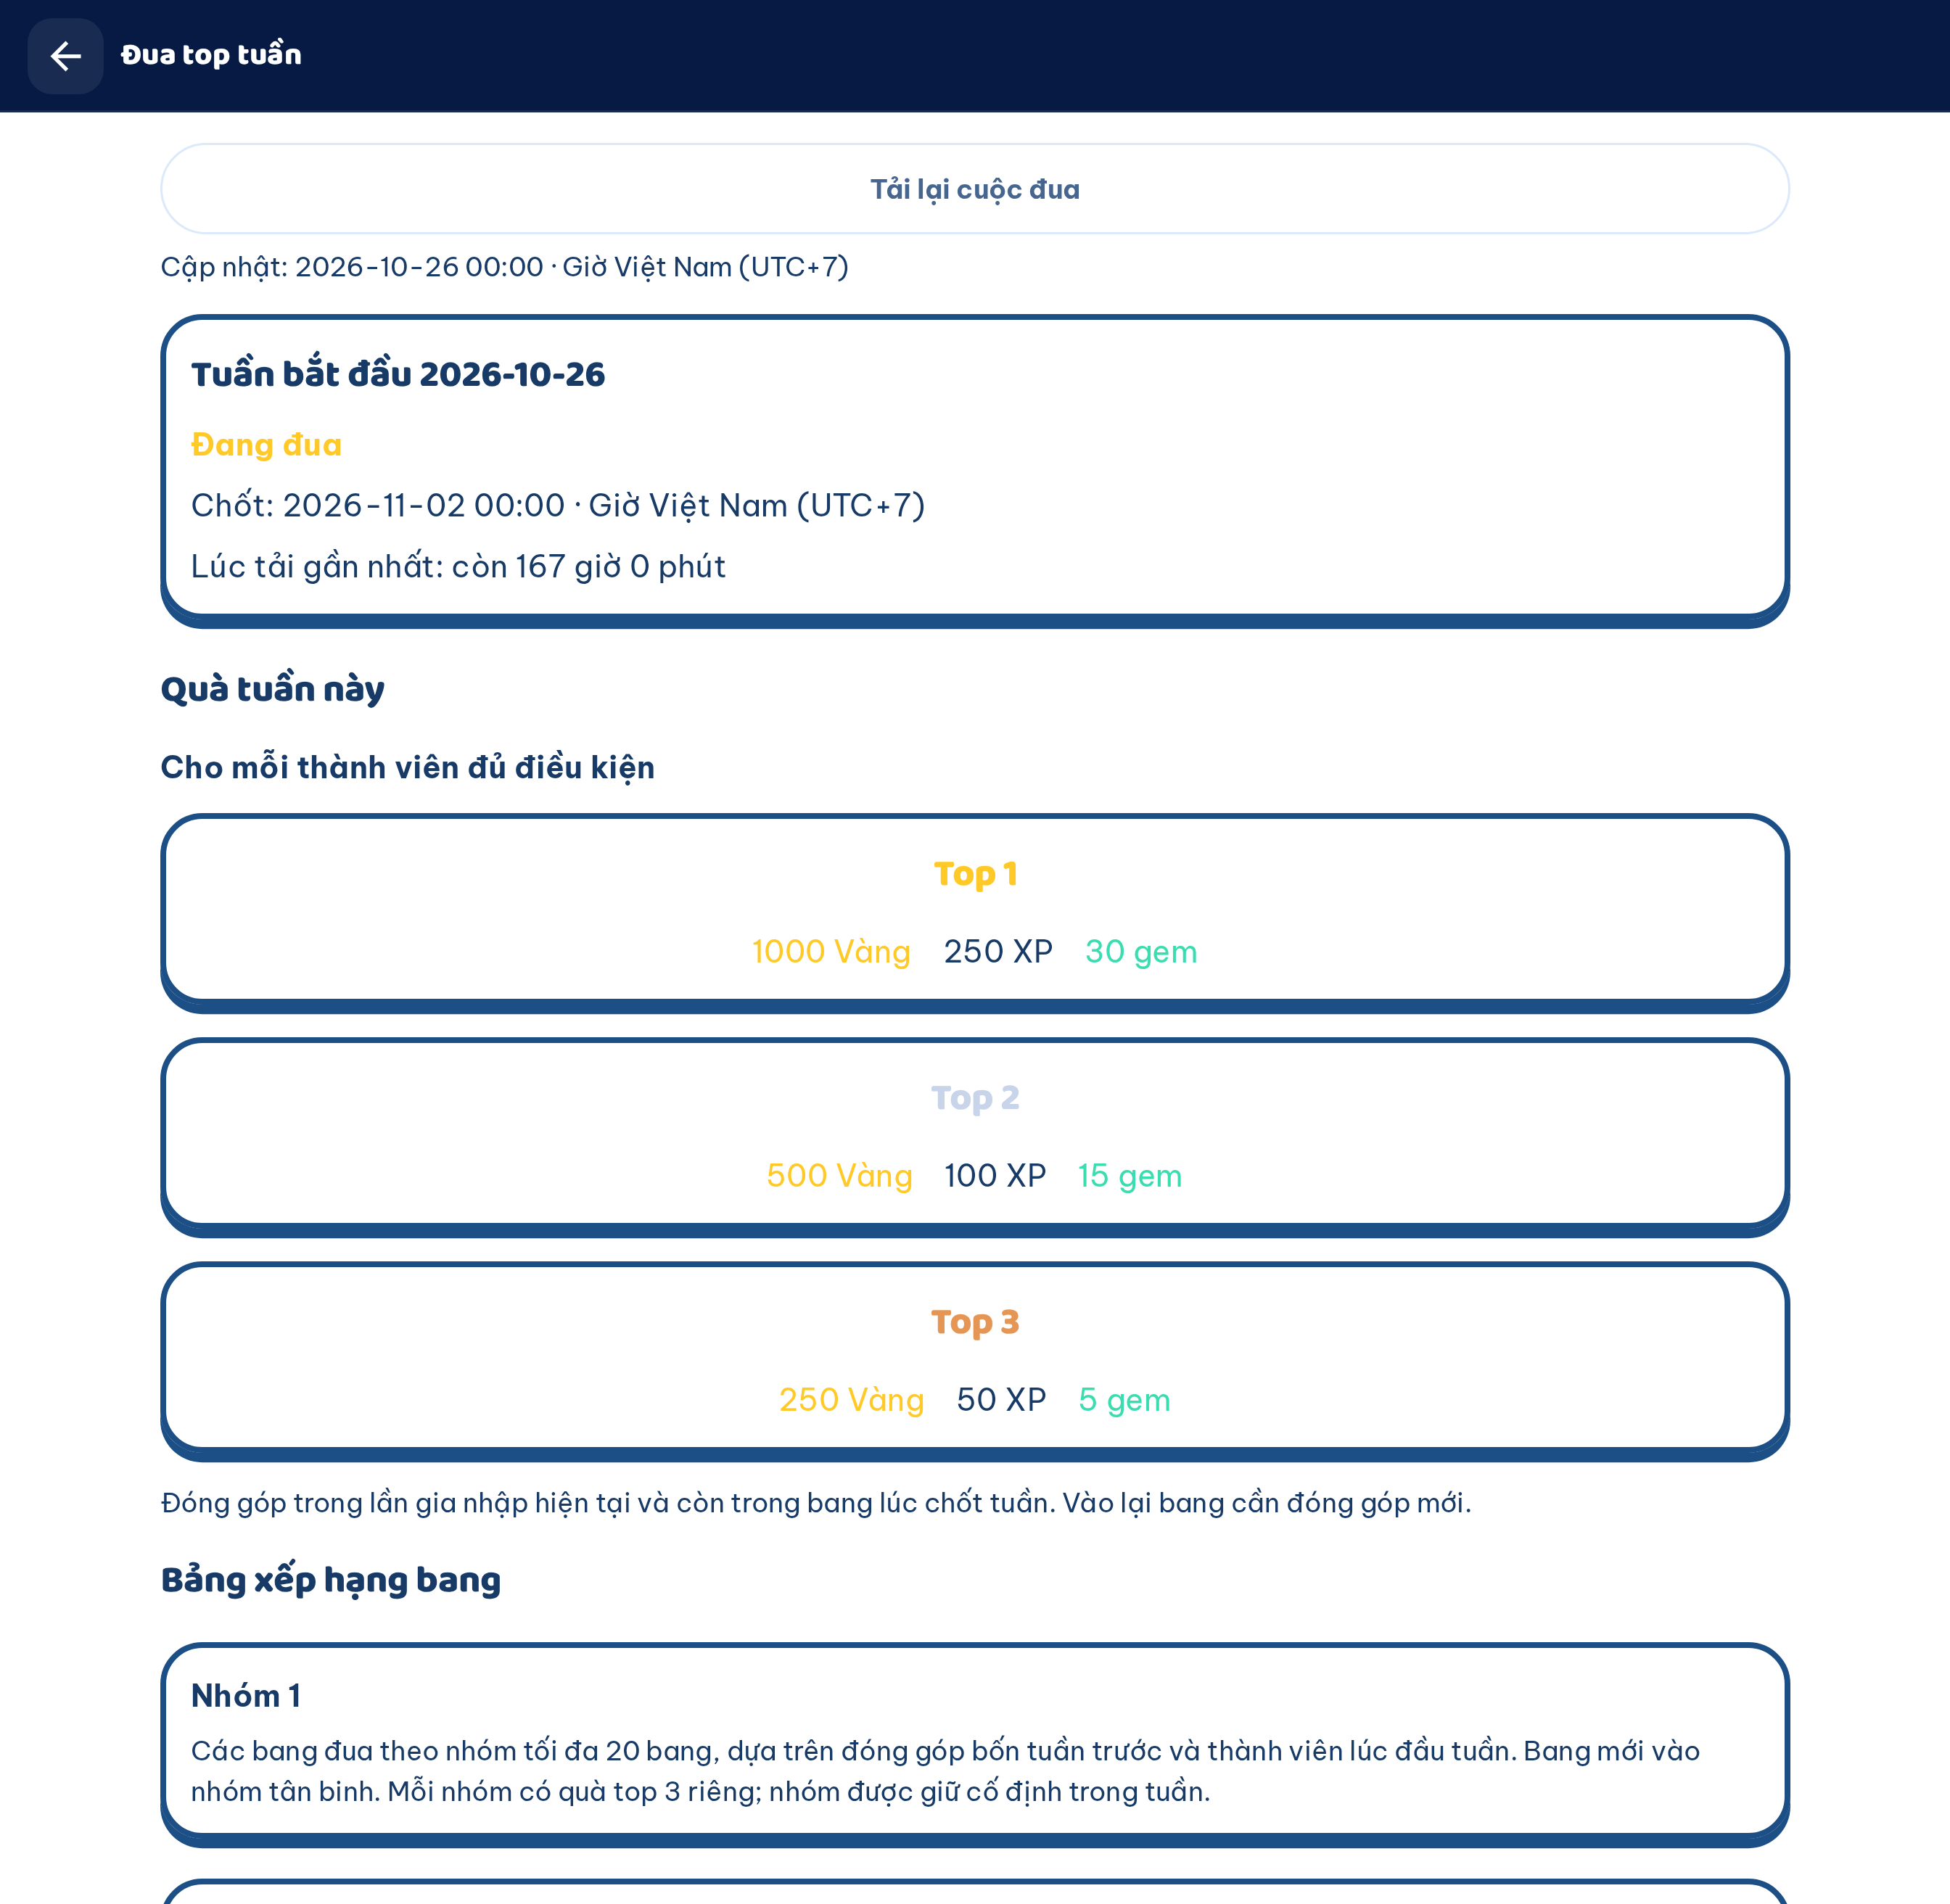 Đua top tuần
Tải lại cuộc đua
Cập nhật: 2026-10-26 00:00 · Giờ Việt Nam (UTC+7)
Tuần bắt đầu 2026-10-26
Đang đua
Chốt: 2026-11-02 00:00 · Giờ Việt Nam (UTC+7)
Lúc tải gần nhất: còn 167 giờ 0 phút
Quà tuần này
Cho mỗi thành viên đủ điều kiện
Top 1
1000 Vàng 250 XP 30 gem
Top 2
500 Vàng 100 XP 15 gem
Top 3
250 Vàng 50 XP 5 gem
Đóng góp trong lần gia nhập hiện tại và còn trong bang lúc chốt tuần. Vào lại bang cần đóng góp mới.
Bảng xếp hạng bang
Nhóm 1
Các bang đua theo nhóm tối đa 20 bang, dựa trên đóng góp bốn tuần trước và thành viên lúc đầu tuần. Bang mới vào
nhóm tân binh. Mỗi nhóm có quà top 3 riêng; nhóm được giữ cố định trong tuần.